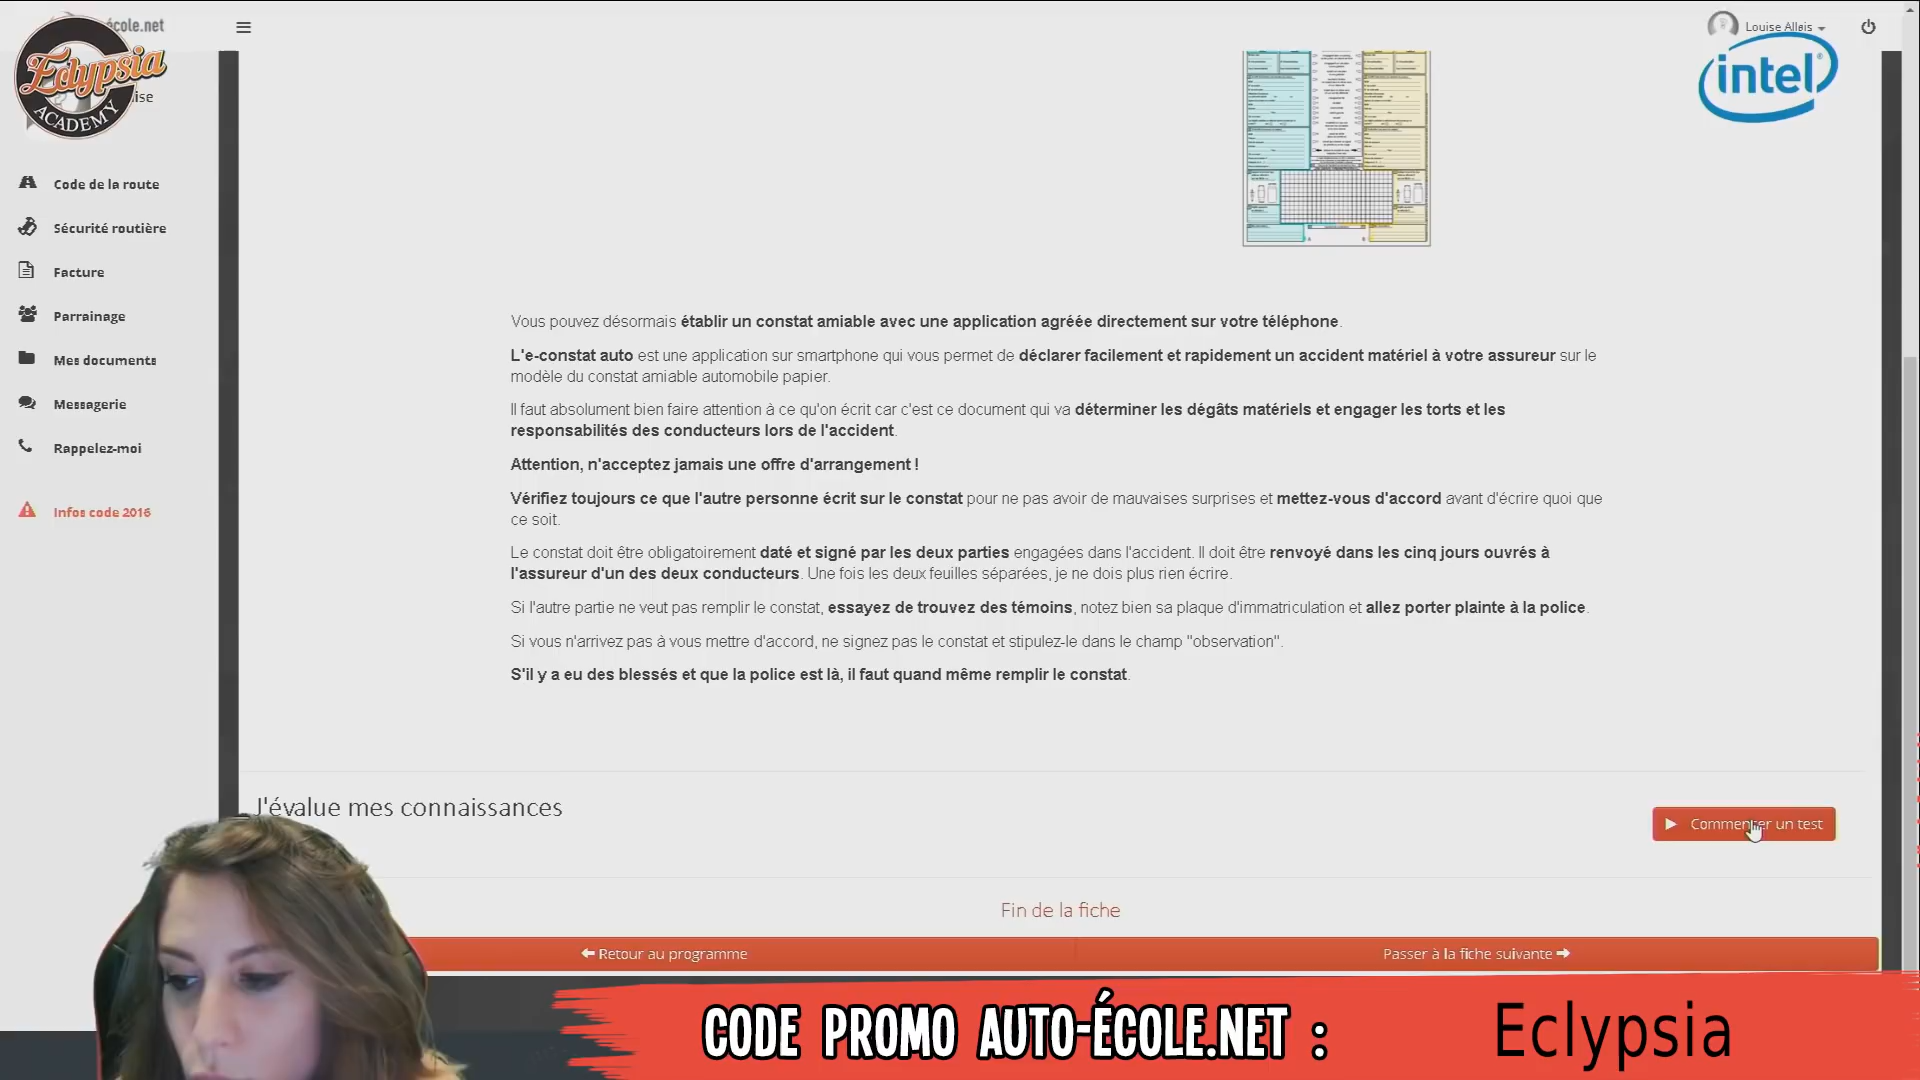 école.net
Eclypsia
ACADEMY
ise
Louise Allais
intel
Code de la route
Sécurité routière
Facture
Parrainage
Mes documents
Messagerie
Rappelez-moi
Infos code 2016
Vous pouvez désormais établir un constat amiable avec une application agréée directement sur votre téléphone.
L'e-constat auto est une application sur smartphone qui vous permet de déclarer facilement et rapidement un accident matériel à votre assureur sur le
modèle du constat amiable automobile papier.
Il faut absolument bien faire attention à ce qu'on écrit car c'est ce document qui va déterminer les dégâts matériels et engager les torts et les
responsabilités des conducteurs lors de l'accident.
Attention, n'acceptez jamais une offre d'arrangement !
Vérifiez toujours ce que l'autre personne écrit sur le constat pour ne pas avoir de mauvaises surprises et mettez-vous d'accord avant d'écrire quoi que
ce soit.
Le constat doit être obligatoirement daté et signé par les deux parties engagées dans l'accident. Il doit être renvoyé dans les cinq jours ouvrés à
l'assureur d'un des deux conducteurs. Une fois les deux feuilles séparées, je ne dois plus rien écrire.
Si l'autre partie ne veut pas remplir le constat, essayez de trouvez des témoins, notez bien sa plaque d'immatriculation et allez porter plainte à la police.
Si vous n'arrivez pas à vous mettre d'accord, ne signez pas le constat et stipulez-le dans le champ "observation".
S'il y a eu des blessés et que la police est là, il faut quand même remplir le constat.
J'évalue mes connaissances
Commencer un test
Fin de la fiche
Retour au programme
Passer à la fiche suivante
CODE PROMO AUTO-ÉCOLE.NET :
Eclypsia